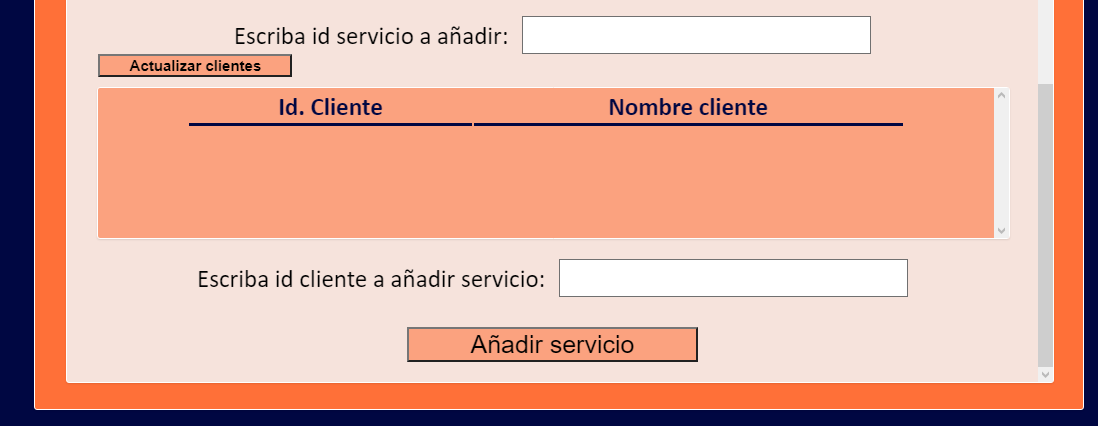 Escriba id servicio a añadir:
Actualizar clientes
Id. Cliente Nombre cliente
Escriba id cliente a añadir servicio:
Añadir servicio